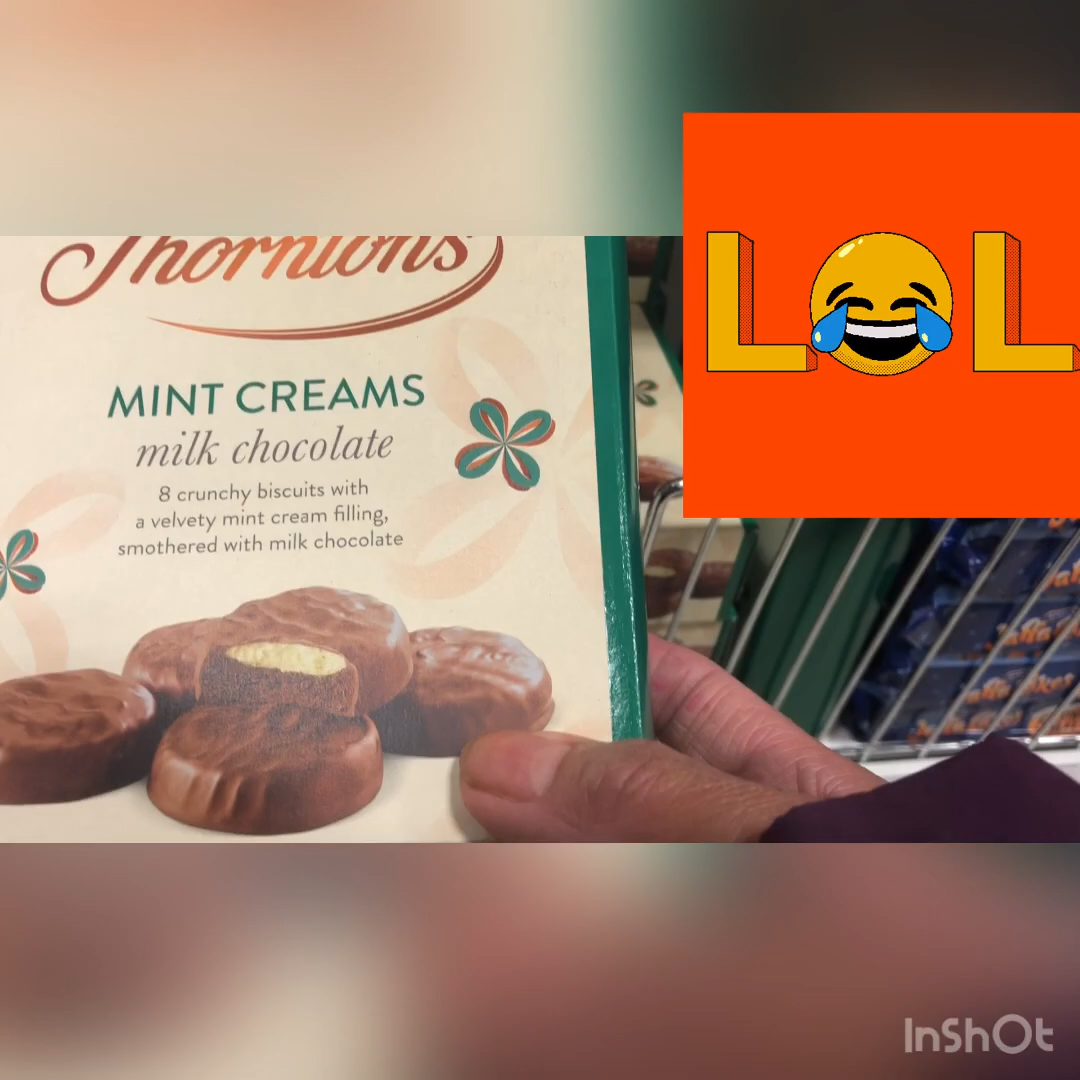 Thorntons
MINT CREAMS
milk chocolate
8 crunchy biscuits with
a velvety mint cream filling,
smothered with milk chocolate
LOL
InShOt